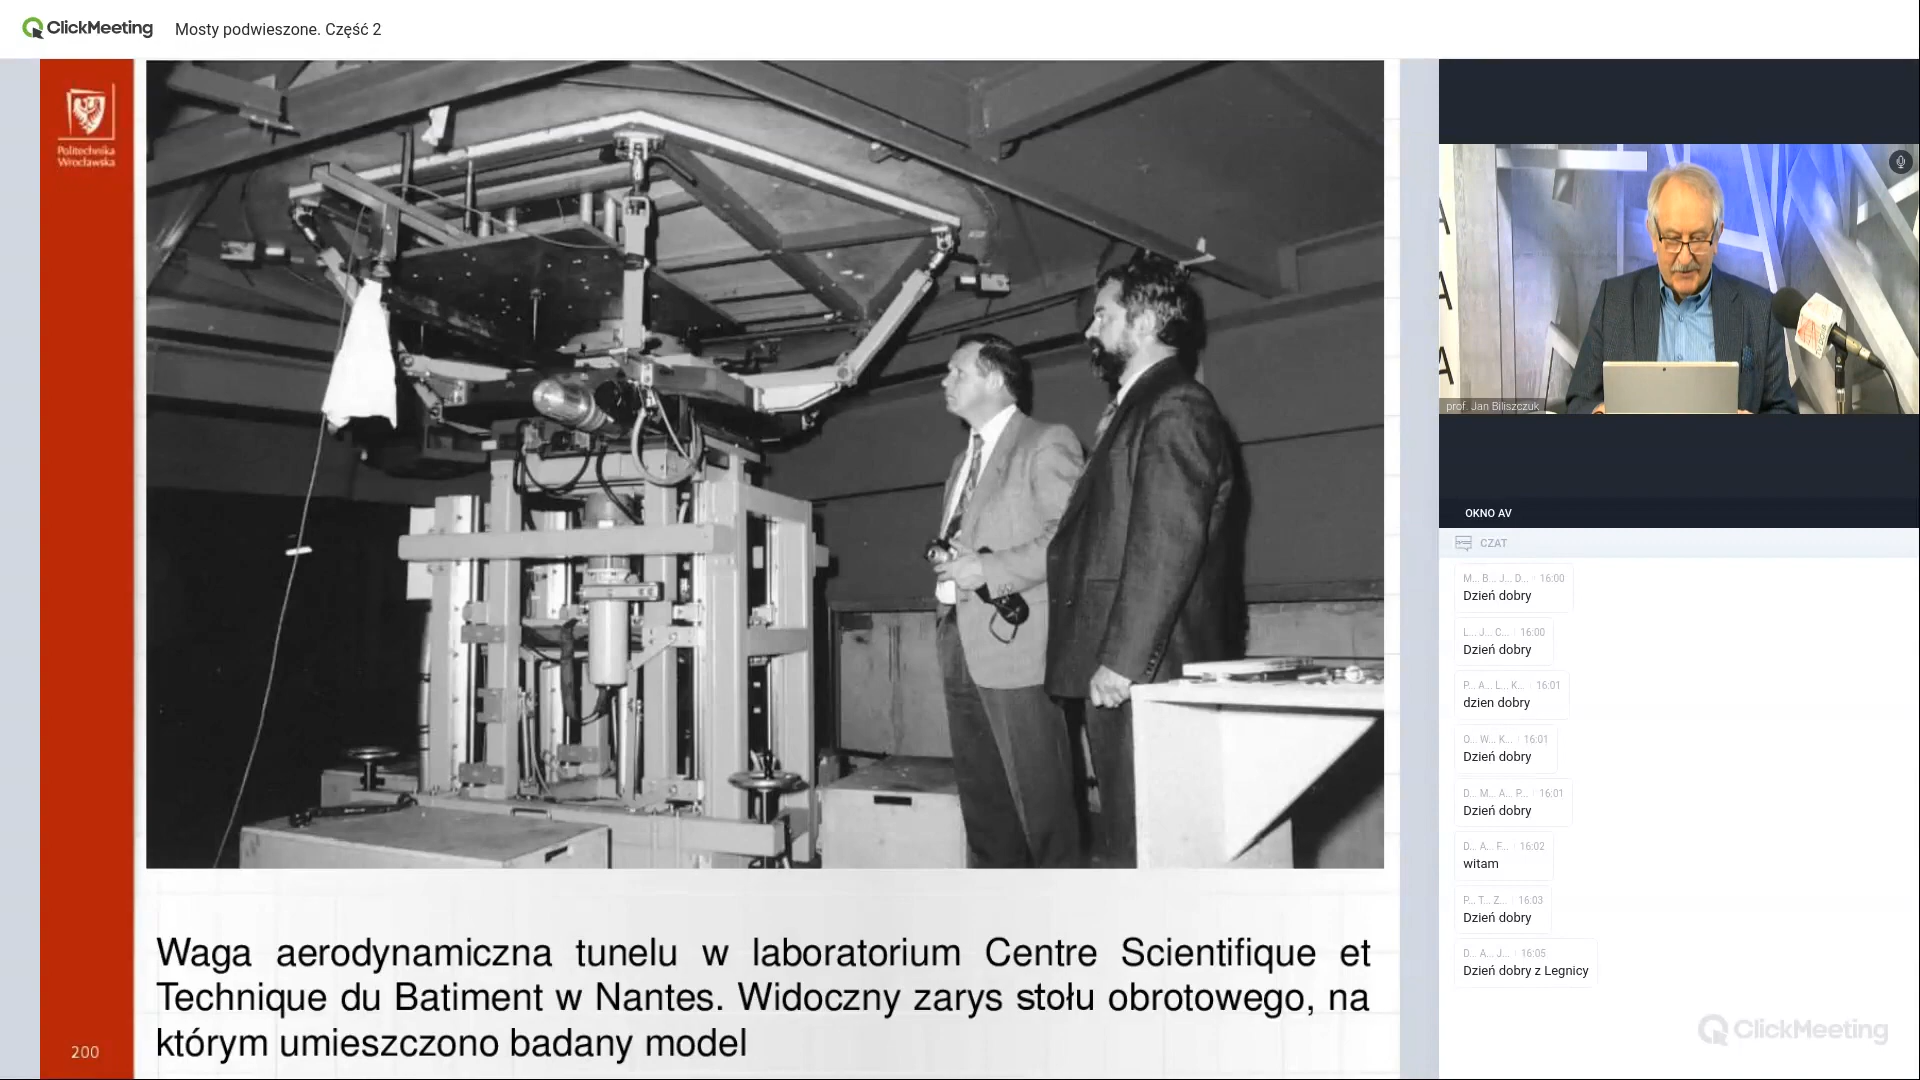 ClickMeeting
Mosty podwieszone. Część 2
Politechnika
Wrocławska
Waga aerodynamiczna tunelu w laboratorium Centre Scientifique et
Technique du Batiment w Nantes. Widoczny zarys stołu obrotowego, na
którym umieszczono badany model
200
prof. Jan Biliszczuk
OKNO AV
CZAT
M... B... J... D... 16:00
Dzień dobry
L... J... C... 16:00
Dzień dobry
P... A... L... K... 16:01
dzien dobry
O... W... K... 16:01
Dzień dobry
D... M... A... P... 16:01
Dzień dobry
D... A... F... 16:02
witam
P... T... Z... 16:03
Dzień dobry
D... A... J... 16:05
Dzień dobry z Legnicy
ClickMeeting